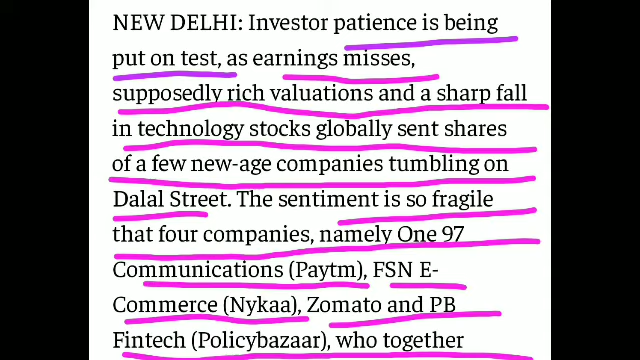 NEW DELHI: Investor patience is being
put on test, as earnings misses,
supposedly rich valuations and a sharp fall
in technology stocks globally sent shares
of a few new-age companies tumbling on
Dalal Street. The sentiment is so fragile
that four companies, namely One 97
Communications (Paytm), FSN E-
Commerce (Nykaa), Zomato and PB
Fintech (Policybazaar), who together